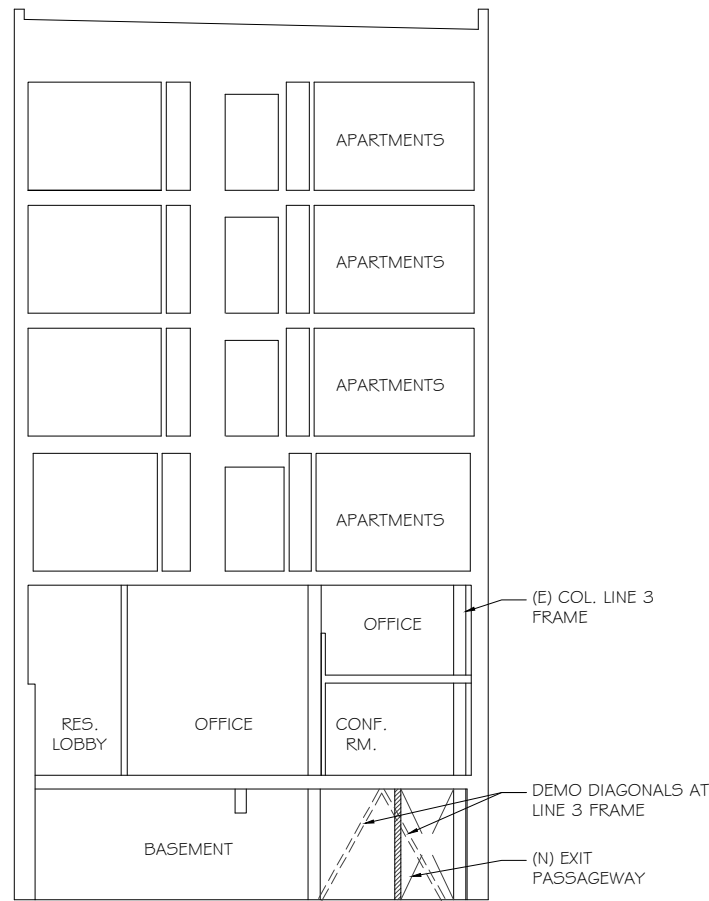 APARTMENTS
APARTMENTS
APARTMENTS
APARTMENTS
(E) COL. LINE 3
FRAME
OFFICE
RES.
LOBBY
OFFICE
CONF.
RM.
DEMO DIAGONALS AT
LINE 3 FRAME
BASEMENT
(N) EXIT
PASSAGEWAY